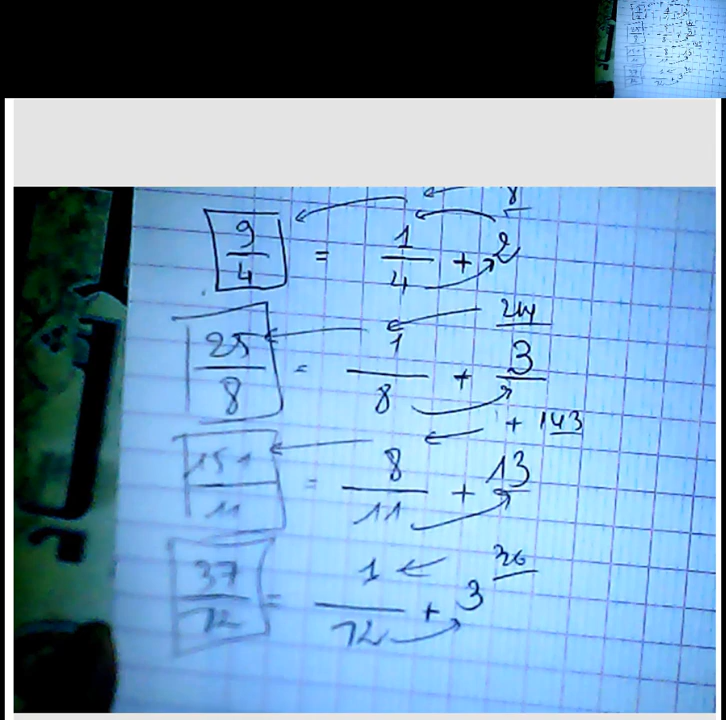 8
9/4 = 1/4 + 2
24
25/8 = 1/8 + 3
+ 143
151/11 = 8/11 + 13
36
37/12 = 1/12 + 3